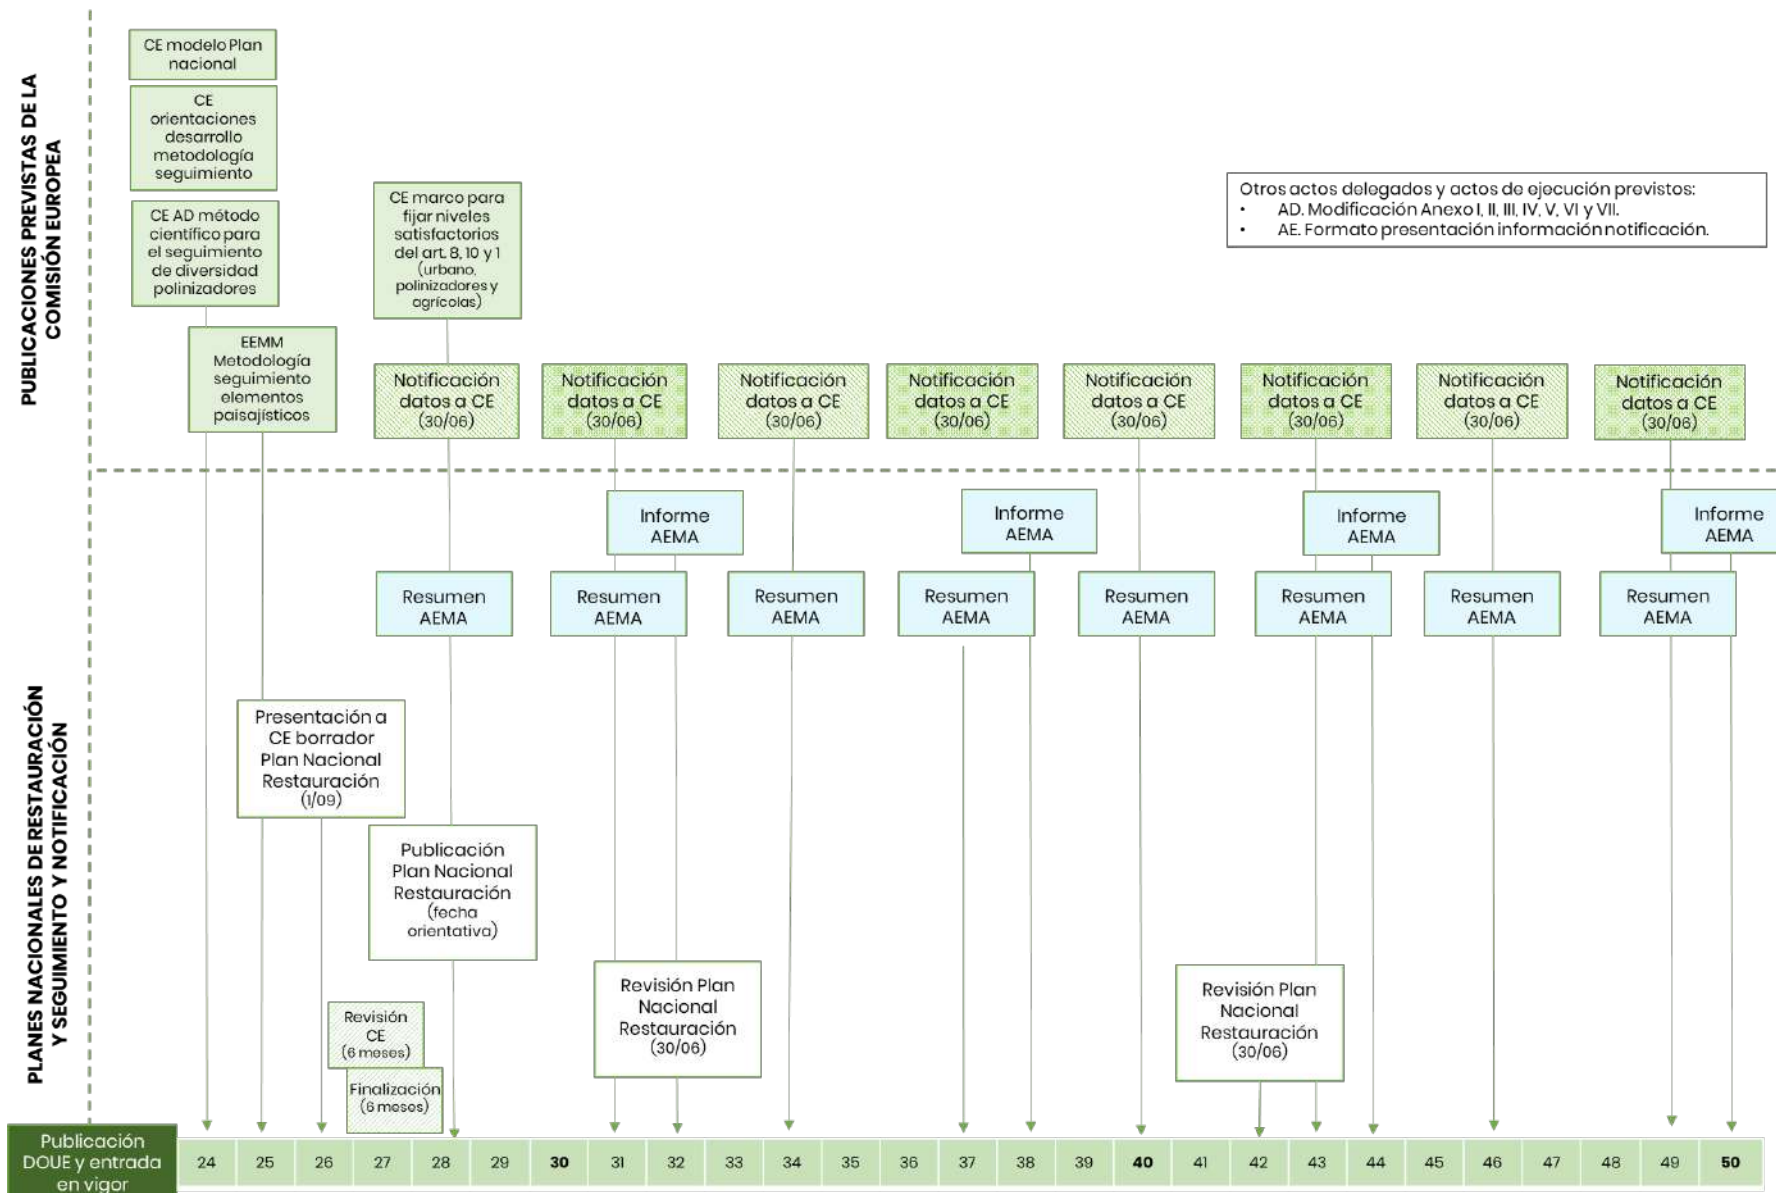 PUBLICACIONES PREVISTAS DE LA
COMISIÓN EUROPEA
CE modelo Plan
nacional
CE
orientaciones
desarrollo
metodología
seguimiento
CE AD método
científico para
el seguimiento
de diversidad
polinizadores
EEMM
Metodología
seguimiento
elementos
paisajísticos
CE marco para
fijar niveles
satisfactorios
del art. 8, 10 y 1
(urbano,
polinizadores y
agrícolas)
Otros actos delegados y actos de ejecución previstos:
• AD. Modificación Anexo I, II, III, IV, V, VI y VII.
• AE. Formato presentación información notificación.
Notificación
datos a CE
(30/06)
Notificación
datos a CE
(30/06)
Notificación
datos a CE
(30/06)
Notificación
datos a CE
(30/06)
Notificación
datos a CE
(30/06)
Notificación
datos a CE
(30/06)
Notificación
datos a CE
(30/06)
Notificación
datos a CE
(30/06)
PLANES NACIONALES DE RESTAURACIÓN
Y SEGUIMIENTO Y NOTIFICACIÓN
Informe
AEMA
Informe
AEMA
Informe
AEMA
Informe
AEMA
Resumen
AEMA
Resumen
AEMA
Resumen
AEMA
Resumen
AEMA
Resumen
AEMA
Resumen
AEMA
Resumen
AEMA
Resumen
AEMA
Presentación a
CE borrador
Plan Nacional
Restauración
(1/09)
Publicación
Plan Nacional
Restauración
(fecha
orientativa)
Revisión Plan
Nacional
Restauración
(30/06)
Revisión Plan
Nacional
Restauración
(30/06)
Revisión
CE
(6 meses)
Finalización
(6 meses)
Publicación
DOUE y entrada
en vigor
24 25 26 27 28 29 30 31 32 33 34 35 36 37 38 39 40 41 42 43 44 45 46 47 48 49 50